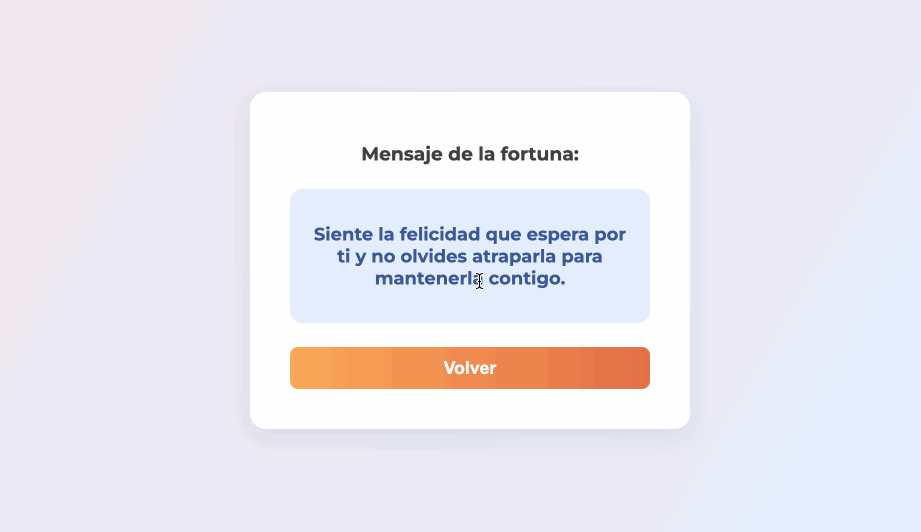 Mensaje de la fortuna:
Siente la felicidad que espera por
ti y no olvides atraparla para
mantenerla contigo.
Volver